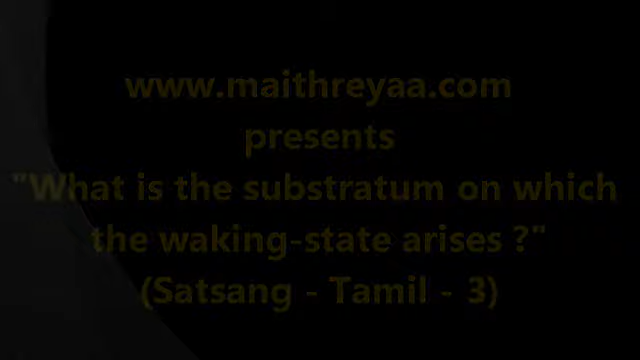 www.maithreyaa.com
presents
"What is the substratum on which
the waking-state arises ?"
(Satsang - Tamil - 3)